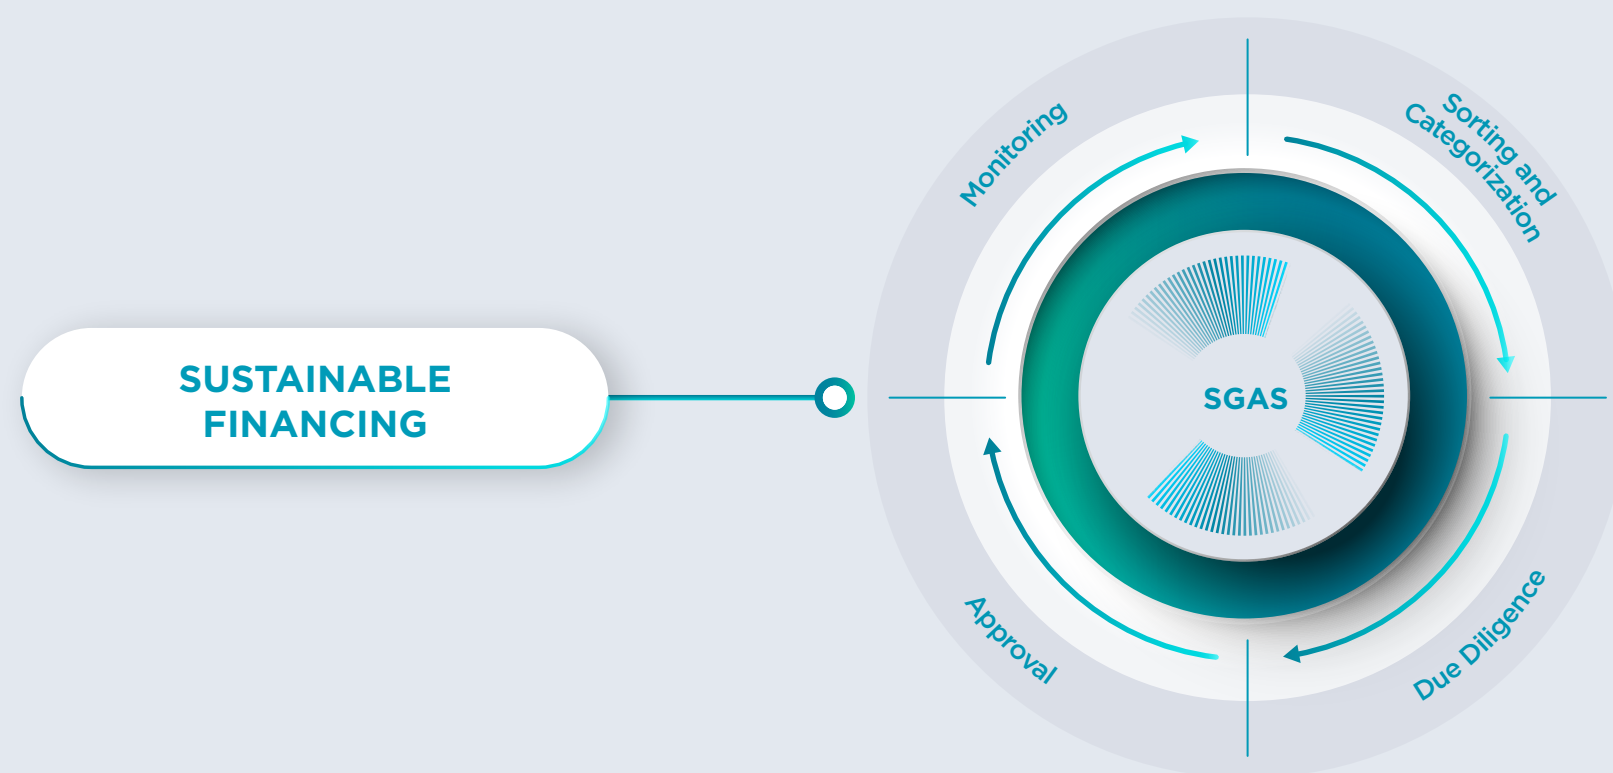 SUSTAINABLE
FINANCING
Monitoring
Sorting and
Categorization
SGAS
Approval
Due Diligence